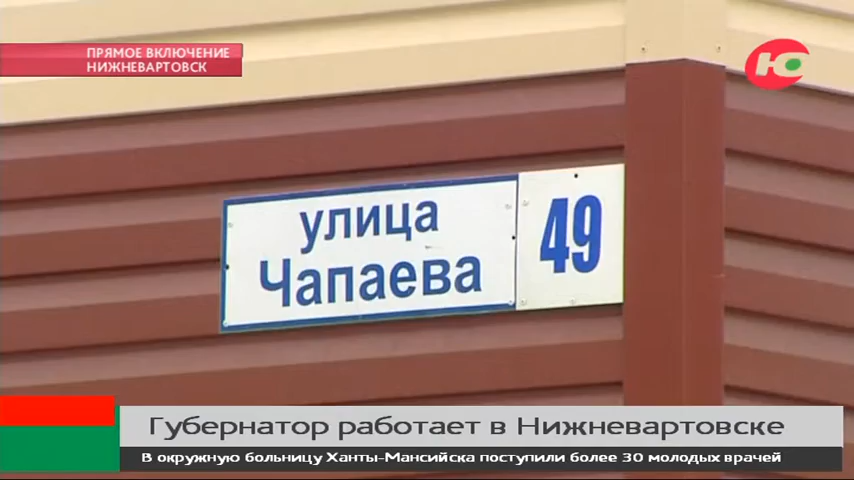 ПРЯМОЕ ВКЛЮЧЕНИЕ
НИЖНЕВАРТОВСК
Ю
улица
Чапаева
49
Губернатор работает в Нижневартовске
В окружную больницу Ханты-Мансийска поступили более 30 молодых врачей